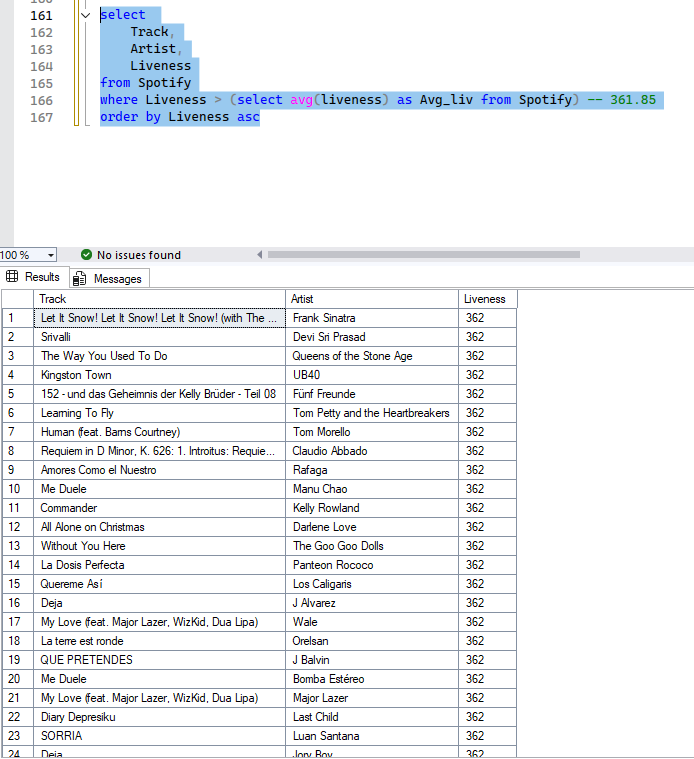 161 select
162 Track,
163 Artist,
164 Liveness
165 from Spotify
166 where Liveness > (select avg(liveness) as Avg_liv from Spotify) -- 361.85
167 order by Liveness asc
100 % No issues found
Results Messages
Track Artist Liveness
1 Let It Snow! Let It Snow! Let It Snow! (with The ... Frank Sinatra 362
2 Srivalli Devi Sri Prasad 362
3 The Way You Used To Do Queens of the Stone Age 362
4 Kingston Town UB40 362
5 152 - und das Geheimnis der Kelly Brüder - Teil 08 Fünf Freunde 362
6 Learning To Fly Tom Petty and the Heartbreakers 362
7 Human (feat. Barns Courtney) Tom Morello 362
8 Requiem in D Minor, K. 626: 1. Introitus: Requie... Claudio Abbado 362
9 Amores Como el Nuestro Rafaga 362
10 Me Duele Manu Chao 362
11 Commander Kelly Rowland 362
12 All Alone on Christmas Darlene Love 362
13 Without You Here The Goo Goo Dolls 362
14 La Dosis Perfecta Panteon Rococo 362
15 Quereme Así Los Caligaris 362
16 Deja J Alvarez 362
17 My Love (feat. Major Lazer, WizKid, Dua Lipa) Wale 362
18 La terre est ronde Orelsan 362
19 QUE PRETENDES J Balvin 362
20 Me Duele Bomba Estéreo 362
21 My Love (feat. Major Lazer, WizKid, Dua Lipa) Major Lazer 362
22 Diary Depresiku Last Child 362
23 SORRIA Luan Santana 362
24 Deja Jory Boy 362